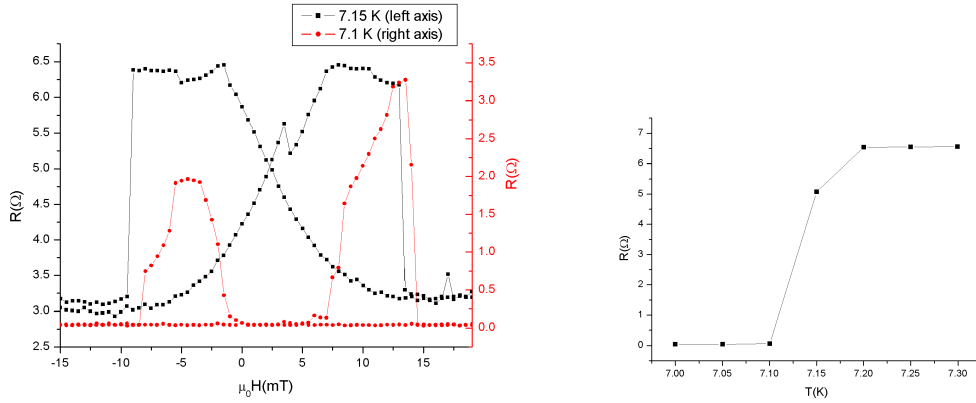 7.15 K (left axis)
7.1 K (right axis)
R(Ω)
6.5
6.0
5.5
5.0
4.5
4.0
3.5
3.0
2.5
-15 -10 -5 0 5 10 15
μ₀H(mT)
3.5
3.0
2.5
2.0
1.5
1.0
0.5
0.0
R(Ω)
R(Ω)
7
6
5
4
3
2
1
0
7.00 7.05 7.10 7.15 7.20 7.25 7.30
T(K)